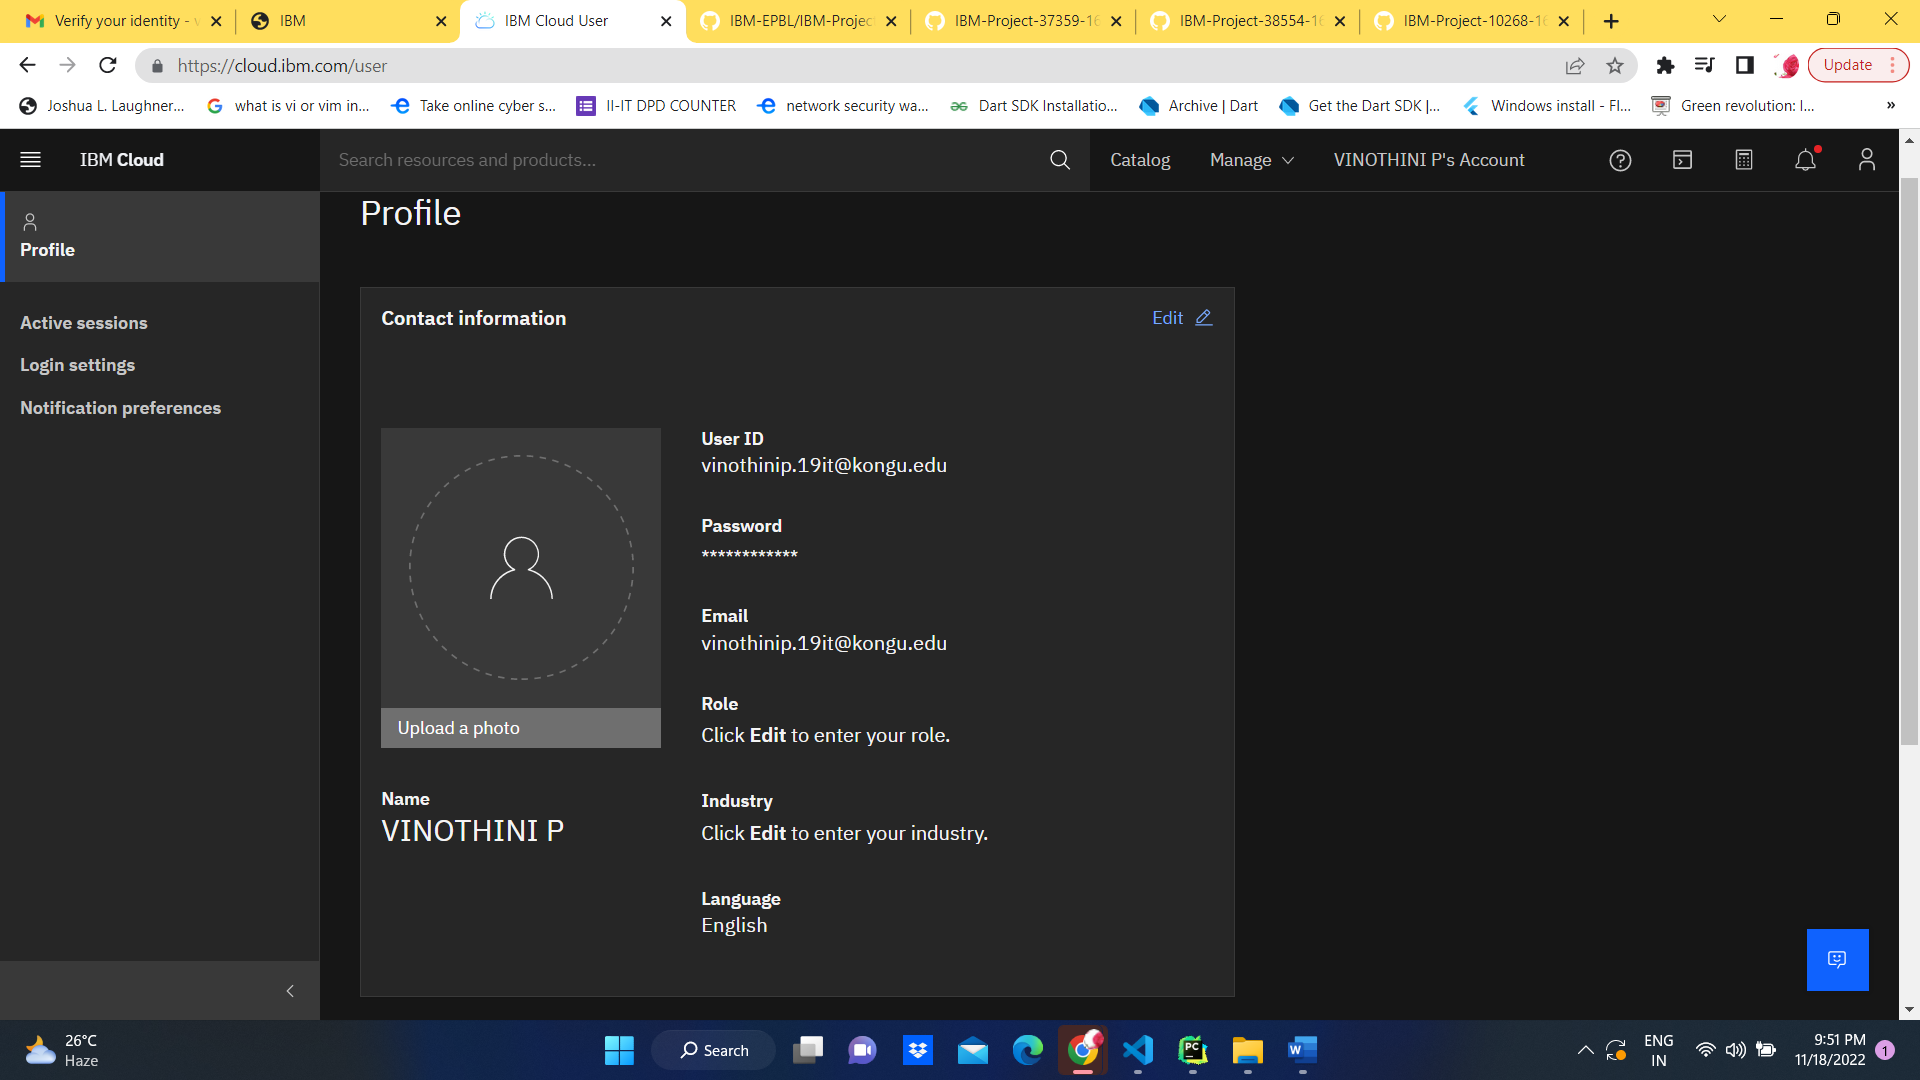 Verify your identity - v
IBM
IBM Cloud User
IBM-EPBL/IBM-Project
IBM-Project-37359-16
IBM-Project-38554-16
IBM-Project-10268-16
https://cloud.ibm.com/user
Update
Joshua L. Laughner...
what is vi or vim in...
Take online cyber s...
II-IT DPD COUNTER
network security wa...
Dart SDK Installatio...
Archive | Dart
Get the Dart SDK |...
Windows install - Fl...
Green revolution: I...
»
IBM Cloud
Search resources and products...
Catalog
Manage
VINOTHINI P's Account
Profile
Active sessions
Login settings
Notification preferences
Profile
Contact information
Edit
Upload a photo
Name
VINOTHINI P
User ID
vinothinip.19it@kongu.edu
Password
************
Email
vinothinip.19it@kongu.edu
Role
Click Edit to enter your role.
Industry
Click Edit to enter your industry.
Language
English
26°C
Haze
Search
ENG
IN
9:51 PM
11/18/2022
1